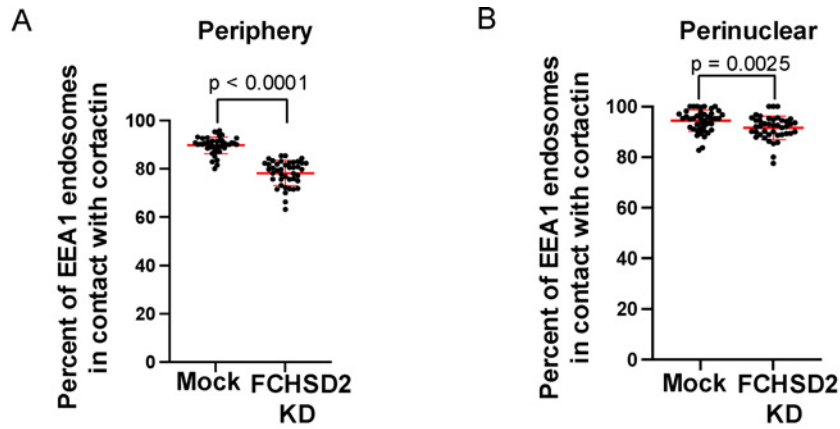 A
Periphery
p < 0.0001
Percent of EEA1 endosomes
in contact with cortactin
100
80
60
40
20
0
Mock
FCHSD2
KD
B
Perinuclear
p = 0.0025
Percent of EEA1 endosomes
in contact with cortactin
100
80
60
40
20
0
Mock
FCHSD2
KD